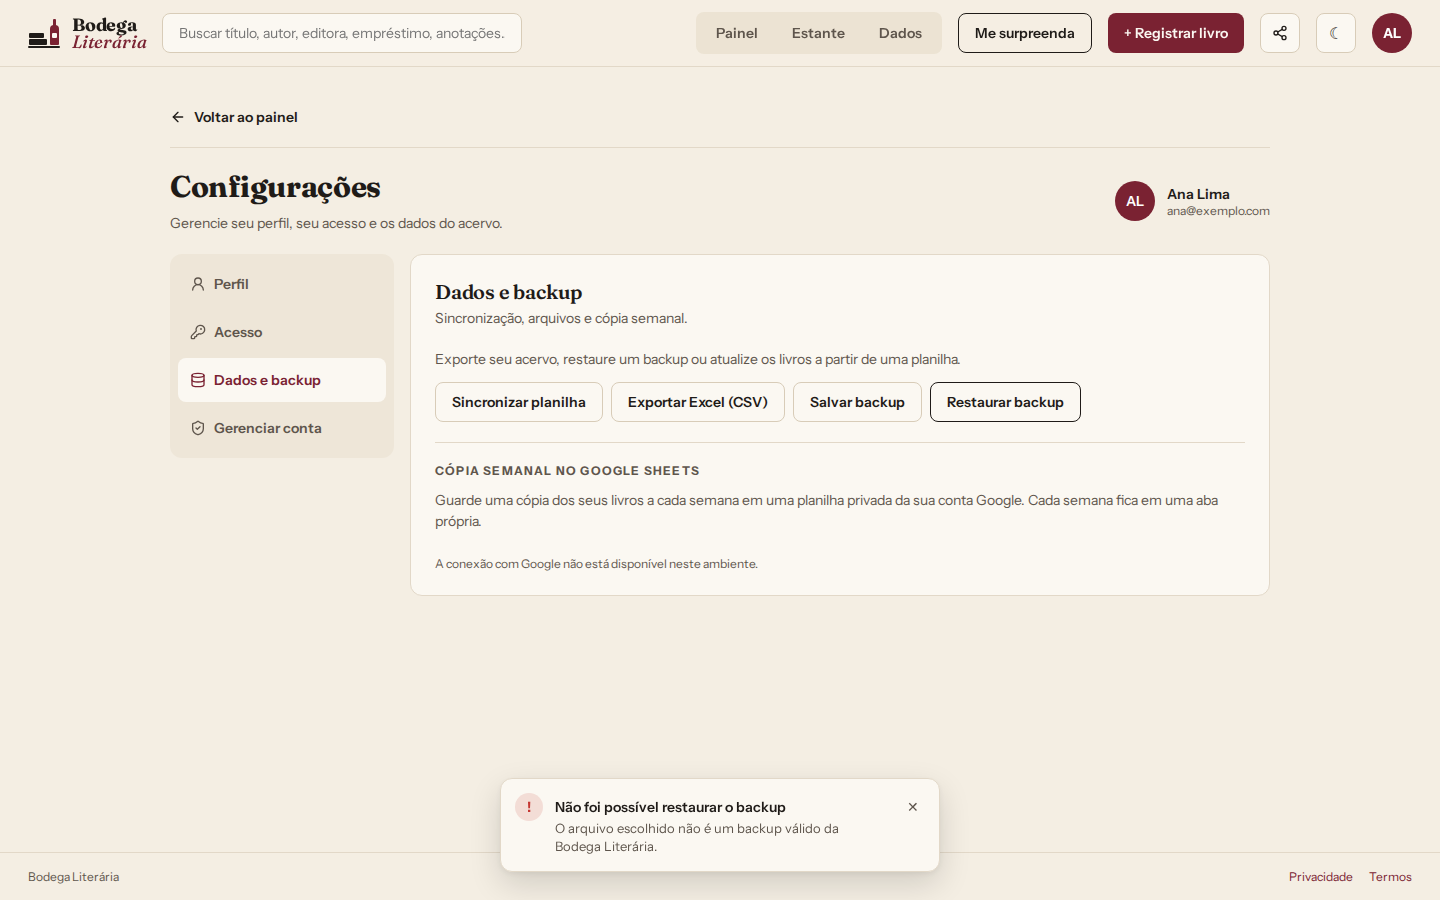 Bodega
Literária
Buscar título, autor, editora, empréstimo, anotações.
Painel
Estante
Dados
Me surpreenda
+ Registrar livro
AL
Voltar ao painel
Configurações
Gerencie seu perfil, seu acesso e os dados do acervo.
AL
Ana Lima
ana@exemplo.com
Perfil
Acesso
Dados e backup
Gerenciar conta
Dados e backup
Sincronização, arquivos e cópia semanal.
Exporte seu acervo, restaure um backup ou atualize os livros a partir de uma planilha.
Sincronizar planilha
Exportar Excel (CSV)
Salvar backup
Restaurar backup
CÓPIA SEMANAL NO GOOGLE SHEETS
Guarde uma cópia dos seus livros a cada semana em uma planilha privada da sua conta Google. Cada semana fica em uma aba
própria.
A conexão com Google não está disponível neste ambiente.
!
Não foi possível restaurar o backup
O arquivo escolhido não é um backup válido da
Bodega Literária.
Bodega Literária
Privacidade
Termos